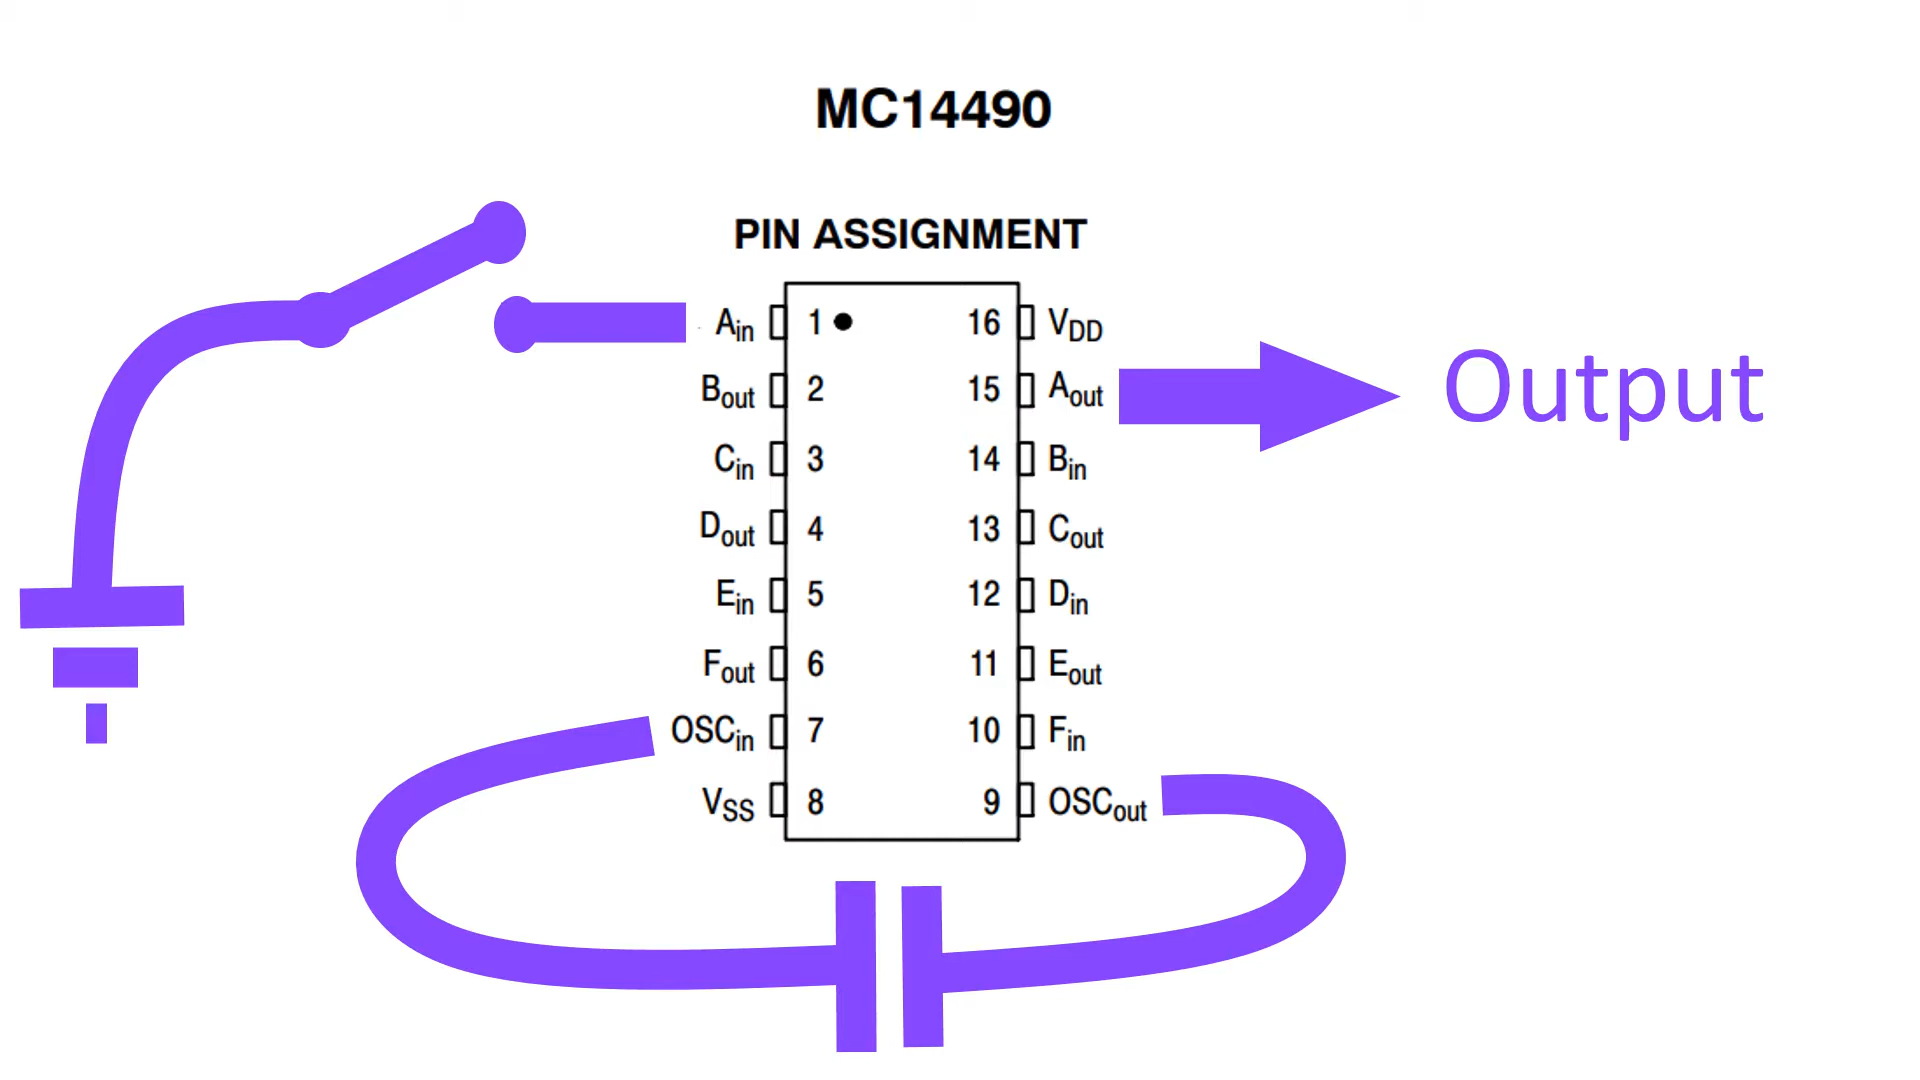 MC14490
PIN ASSIGNMENT
Ain 1 16 VDD
Bout 2 15 Aout
Output
Cin 3 14 Bin
Dout 4 13 Cout
Ein 5 12 Din
Fout 6 11 Eout
OSCin 7 10 Fin
VSS 8 9 OSCout